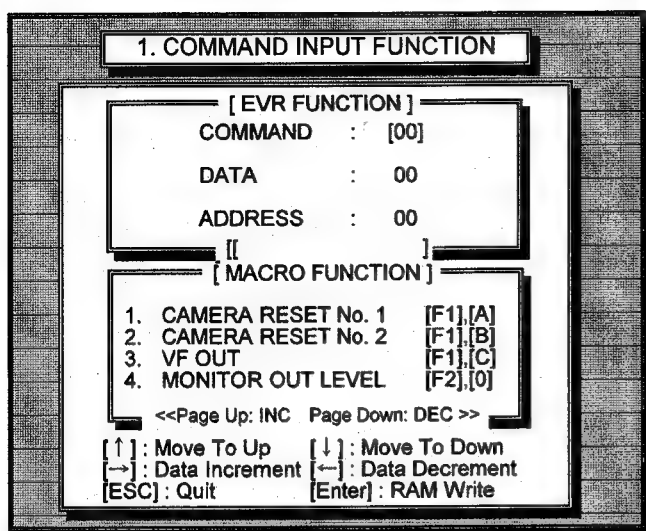 1. COMMAND INPUT FUNCTION
[ EVR FUNCTION ]
COMMAND : [00]
DATA : 00
ADDRESS : 00
[[ ]
[ MACRO FUNCTION ]
1. CAMERA RESET No. 1 [F1],[A]
2. CAMERA RESET No. 2 [F1],[B]
3. VF OUT [F1],[C]
4. MONITOR OUT LEVEL [F2],[0]
<<Page Up: INC Page Down: DEC >>
[↑] : Move To Up [↓] : Move To Down
[→] : Data Increment [←] : Data Decrement
[ESC] : Quit [Enter] : RAM Write